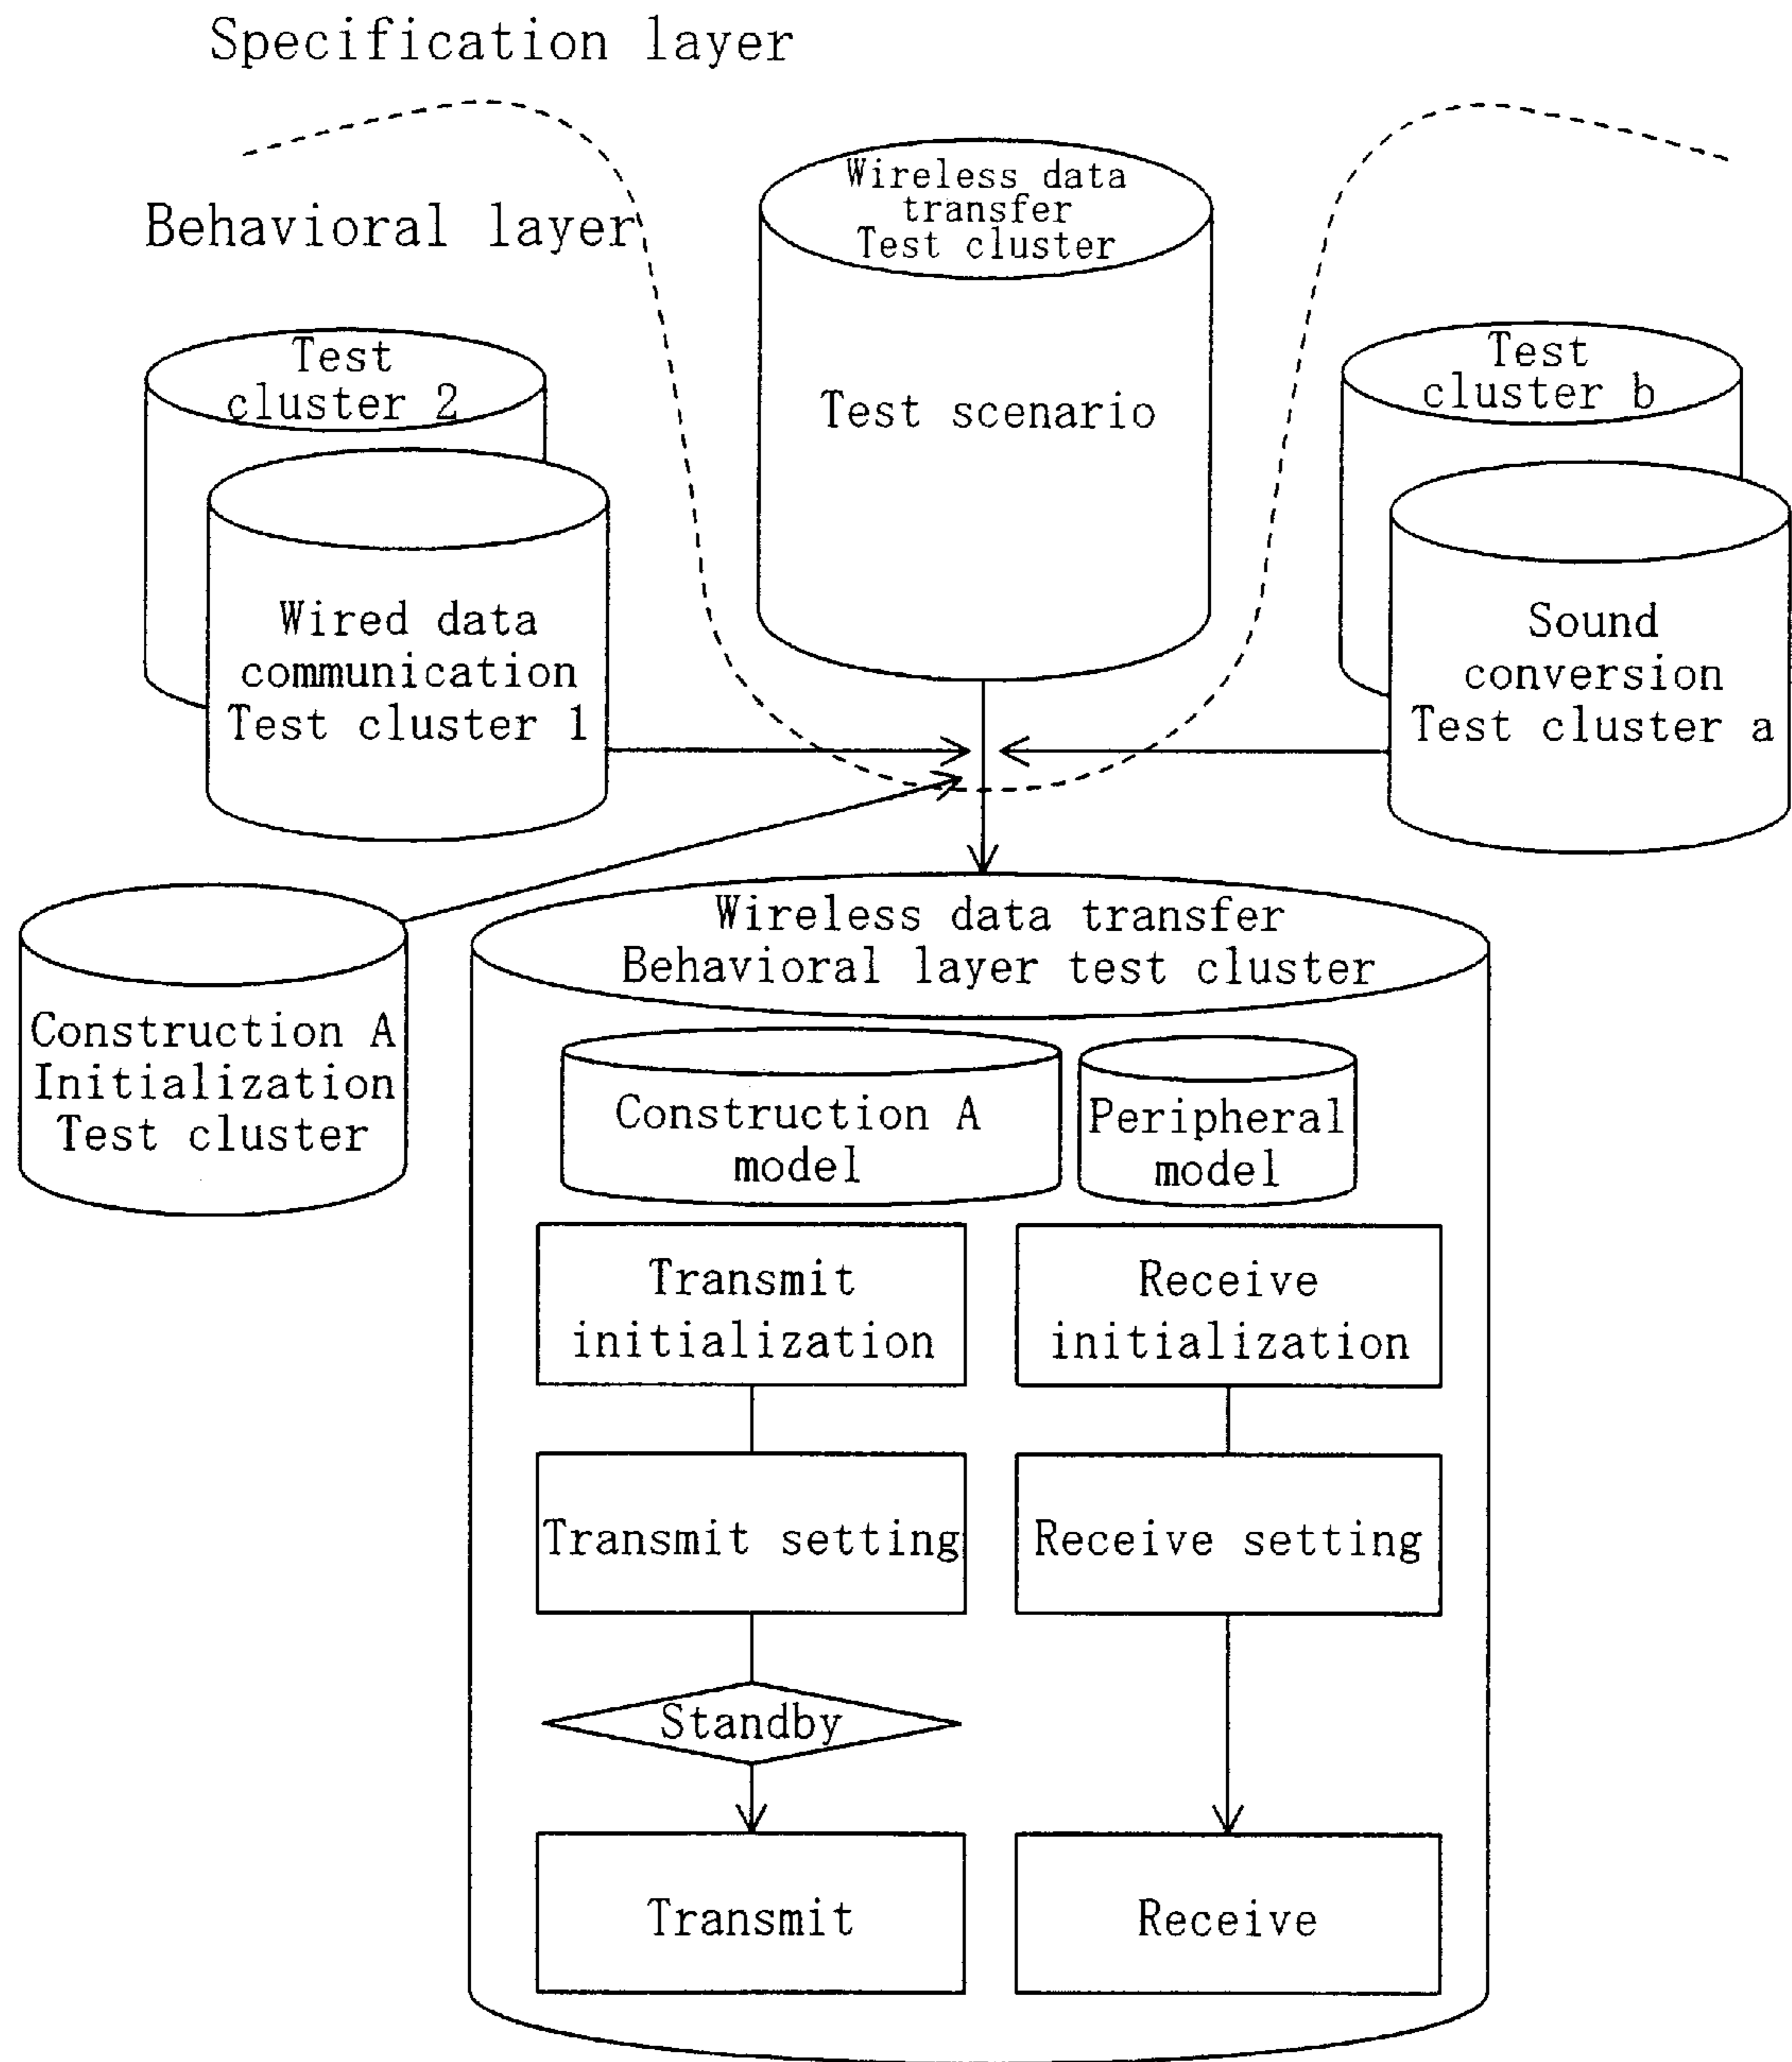 Specification layer
Behavioral layer
Wireless data
transfer
Test cluster
Test scenario
Test
cluster 2
Wired data
communication
Test cluster 1
Test
cluster b
Sound
conversion
Test cluster a
Construction A
Initialization
Test cluster
Wireless data transfer
Behavioral layer test cluster
Construction A
model
Peripheral
model
Transmit
initialization
Receive
initialization
Transmit setting
Receive setting
Standby
Transmit
Receive